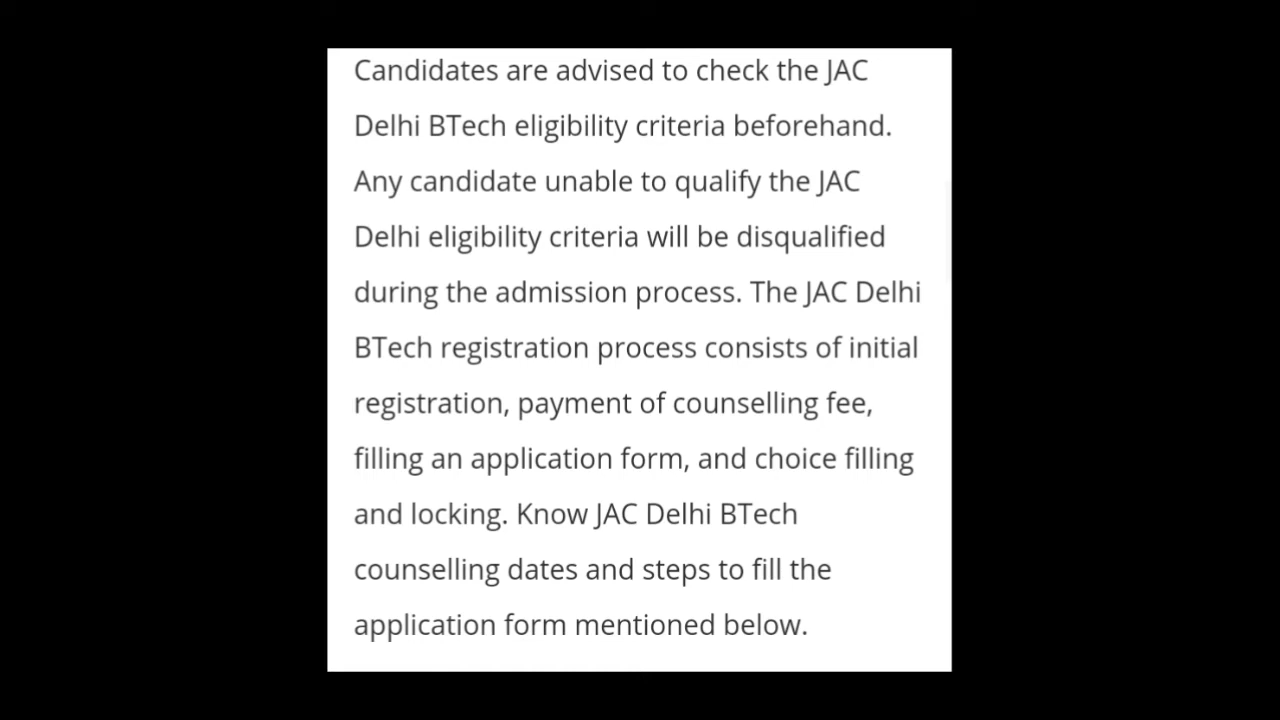 Candidates are advised to check the JAC
Delhi BTech eligibility criteria beforehand.
Any candidate unable to qualify the JAC
Delhi eligibility criteria will be disqualified
during the admission process. The JAC Delhi
BTech registration process consists of initial
registration, payment of counselling fee,
filling an application form, and choice filling
and locking. Know JAC Delhi BTech
counselling dates and steps to fill the
application form mentioned below.